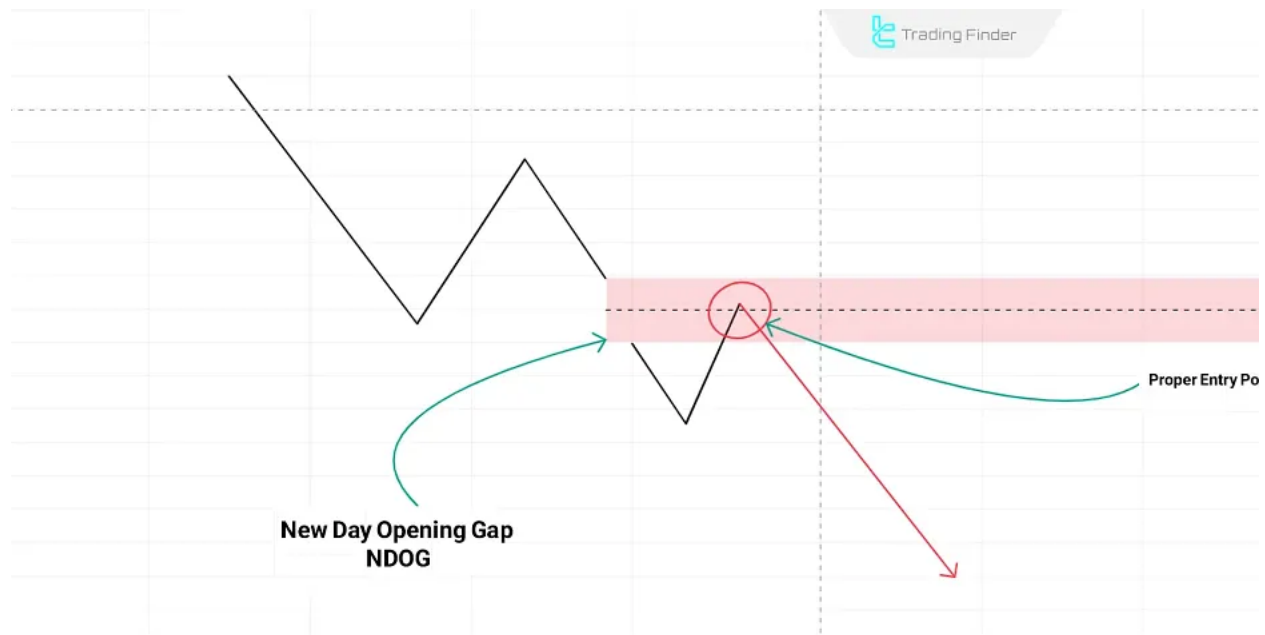 Trading Finder
Proper Entry Po
New Day Opening Gap
NDOG